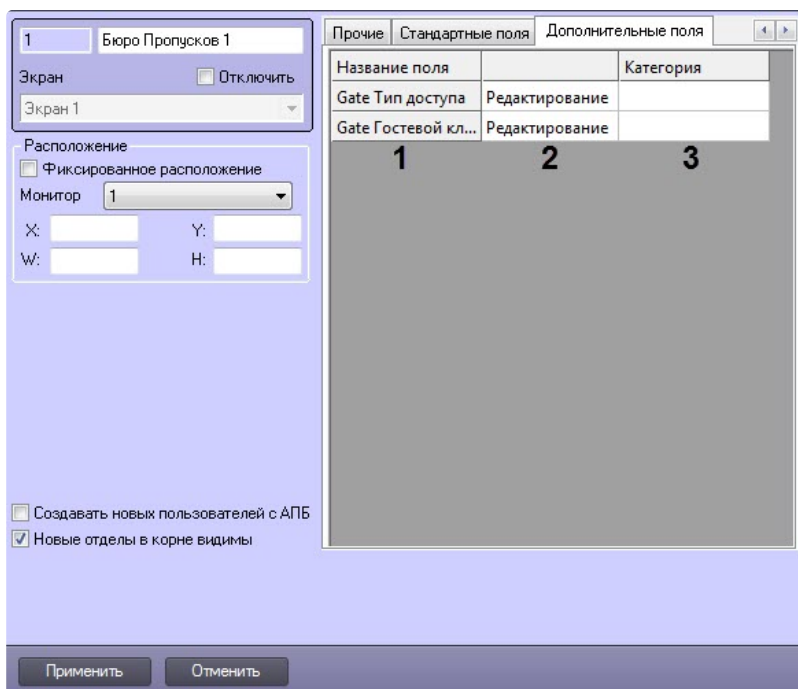 1 Бюро Пропусков 1
Экран Отключить
Экран 1
Расположение
Фиксированное расположение
Монитор 1
X: Y:
W: H:
Создавать новых пользователей с АПБ
Новые отделы в корне видимы
Прочие Стандартные поля Дополнительные поля
Название поля Категория
Gate Тип доступа Редактирование
Gate Гостевой кл... Редактирование
1 2 3
Применить Отменить